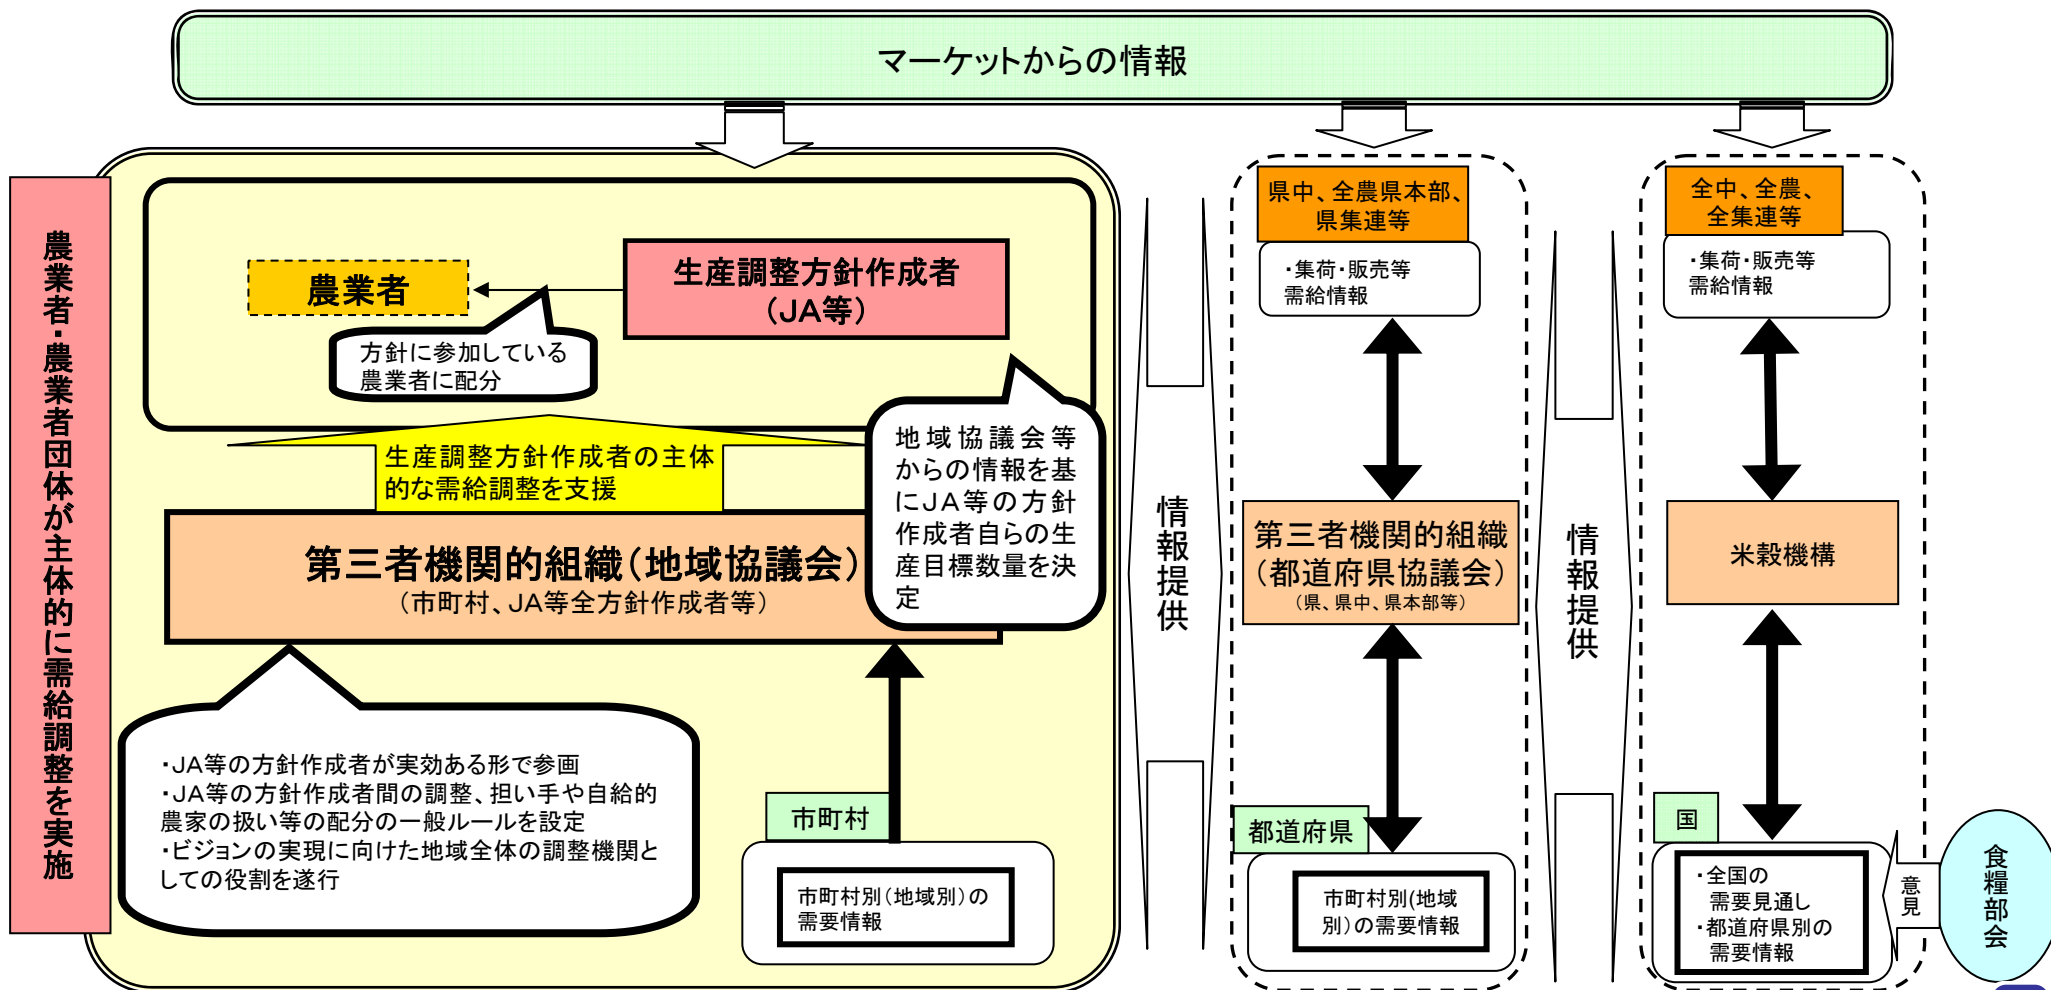 マーケットからの情報
農業者・農業者団体が主体的に需給調整を実施
農業者
生産調整方針作成者
（JA等）
方針に参加している
農業者に配分
生産調整方針作成者の主体
的な需給調整を支援
地域協議会等
からの情報を基
にJA等の方針
作成者自らの生
産目標数量を決
定
第三者機関的組織（地域協議会）
（市町村、JA等全方針作成者等）
・JA等の方針作成者が実効ある形で参画
・JA等の方針作成者間の調整、担い手や自給的
農家の扱い等の配分の一般ルールを設定
・ビジョンの実現に向けた地域全体の調整機関と
しての役割を遂行
市町村
市町村別（地域別）の
需要情報
情報提供
県中、全農県本部、
県集連等
・集荷・販売等
需給情報
第三者機関的組織
（都道府県協議会）
（県、県中、県本部等）
都道府県
市町村別(地域
別）の需要情報
情報提供
全中、全農、
全集連等
・集荷・販売等
需給情報
米穀機構
国
・全国の
需要見通し
・都道府県別の
需要情報
意見
食糧部会